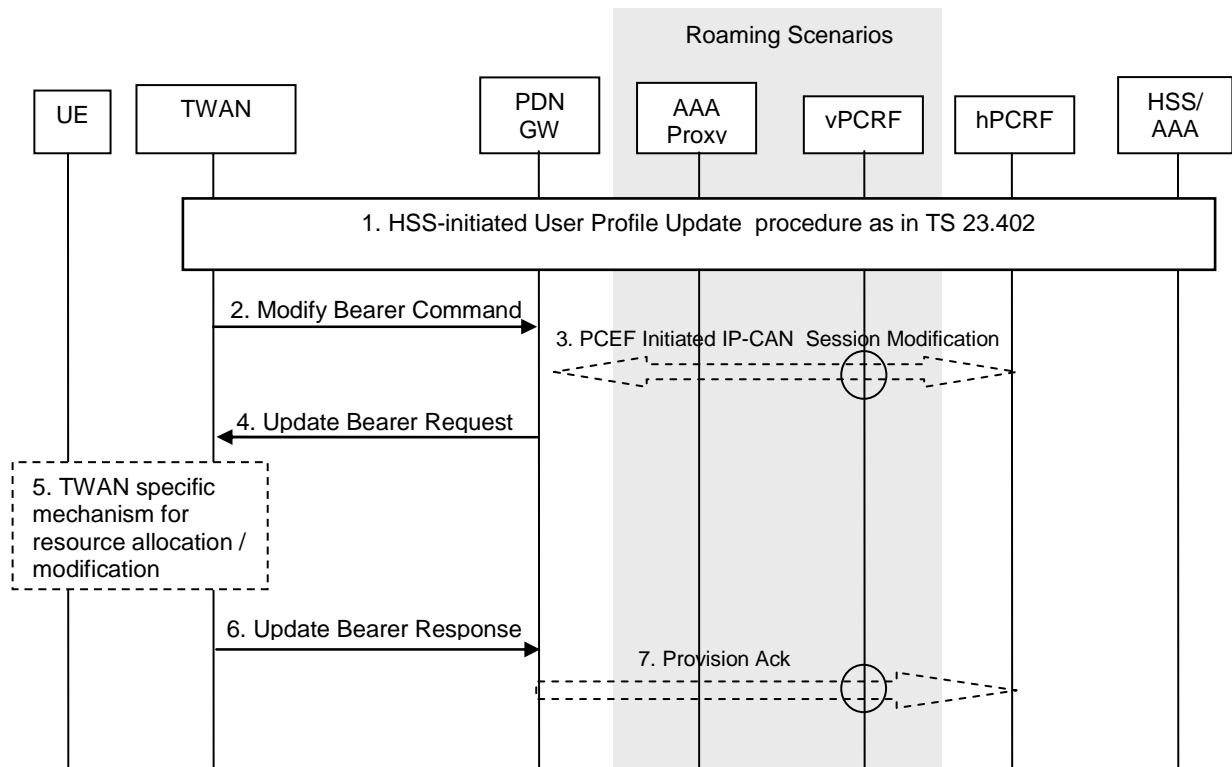 Roaming Scenarios
UE
TWAN
PDN
GW
AAA
Proxy
vPCRF
hPCRF
HSS/
AAA
1. HSS-initiated User Profile Update procedure as in TS 23.402
2. Modify Bearer Command
3. PCEF Initiated IP-CAN Session Modification
4. Update Bearer Request
5. TWAN specific
mechanism for
resource allocation /
modification
6. Update Bearer Response
7. Provision Ack